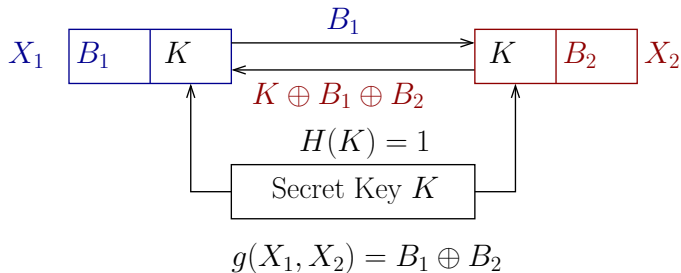 B₁
X₁ B₁ K K B₂ X₂
K ⊕ B₁ ⊕ B₂
H(K) = 1
Secret Key K
g(X₁, X₂) = B₁ ⊕ B₂